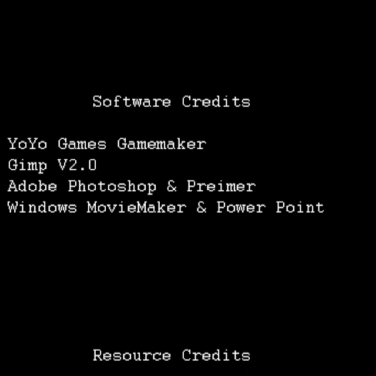 Software Credits
YoYo Games Gamemaker
Gimp V2.0
Adobe Photoshop & Preimer
Windows MovieMaker & Power Point
Resource Credits